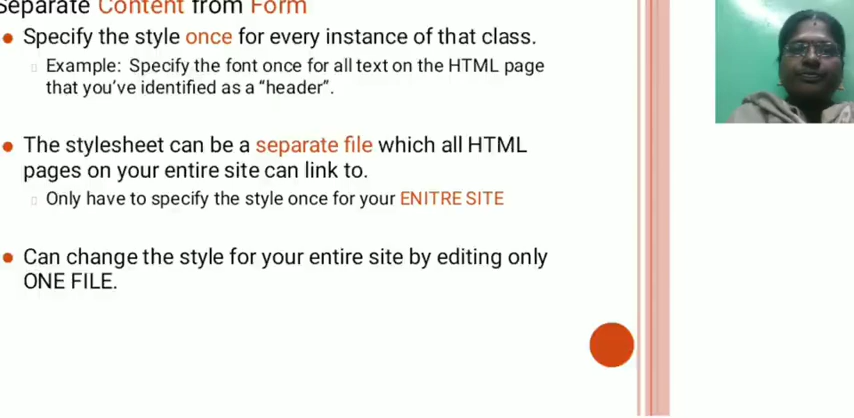 Separate Content from Form
Specify the style once for every instance of that class.
Example: Specify the font once for all text on the HTML page
that you've identified as a “header”.
The stylesheet can be a separate file which all HTML
pages on your entire site can link to.
Only have to specify the style once for your ENITRE SITE
Can change the style for your entire site by editing only
ONE FILE.